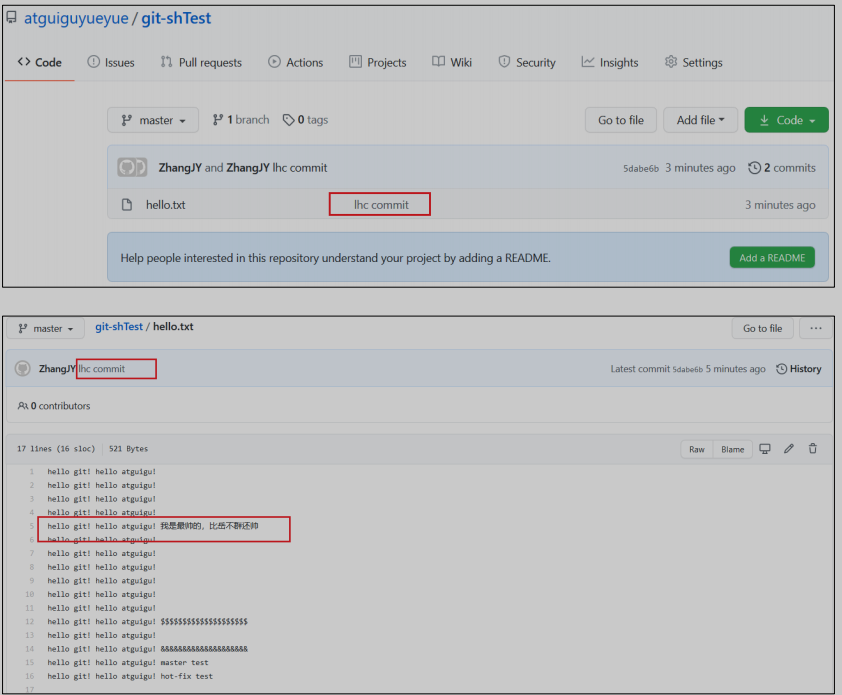 atguiguyueyue / git-shTest
Code Issues Pull requests Actions Projects Wiki Security Insights Settings
master 1 branch 0 tags Go to file Add file Code
ZhangJY and ZhangJY lhc commit 5dabe6b 3 minutes ago 2 commits
hello.txt lhc commit 3 minutes ago
Help people interested in this repository understand your project by adding a README. Add a README
master git-shTest / hello.txt Go to file ...
ZhangJY lhc commit Latest commit 5dabe6b 5 minutes ago History
0 contributors
17 lines (16 sloc) 521 Bytes Raw Blame
1 hello git! hello atguigu!
2 hello git! hello atguigu!
3 hello git! hello atguigu!
4 hello git! hello atguigu!
5 hello git! hello atguigu! 我是最帅的，比岳不群还帅
6 hello git! hello atguigu!
7 hello git! hello atguigu!
8 hello git! hello atguigu!
9 hello git! hello atguigu!
10 hello git! hello atguigu!
11 hello git! hello atguigu!
12 hello git! hello atguigu! $$$$$$$$$$$$$$$$$$$$
13 hello git! hello atguigu!
14 hello git! hello atguigu! &&&&&&&&&&&&&&&&&&&&
15 hello git! hello atguigu! master test
16 hello git! hello atguigu! hot-fix test
17